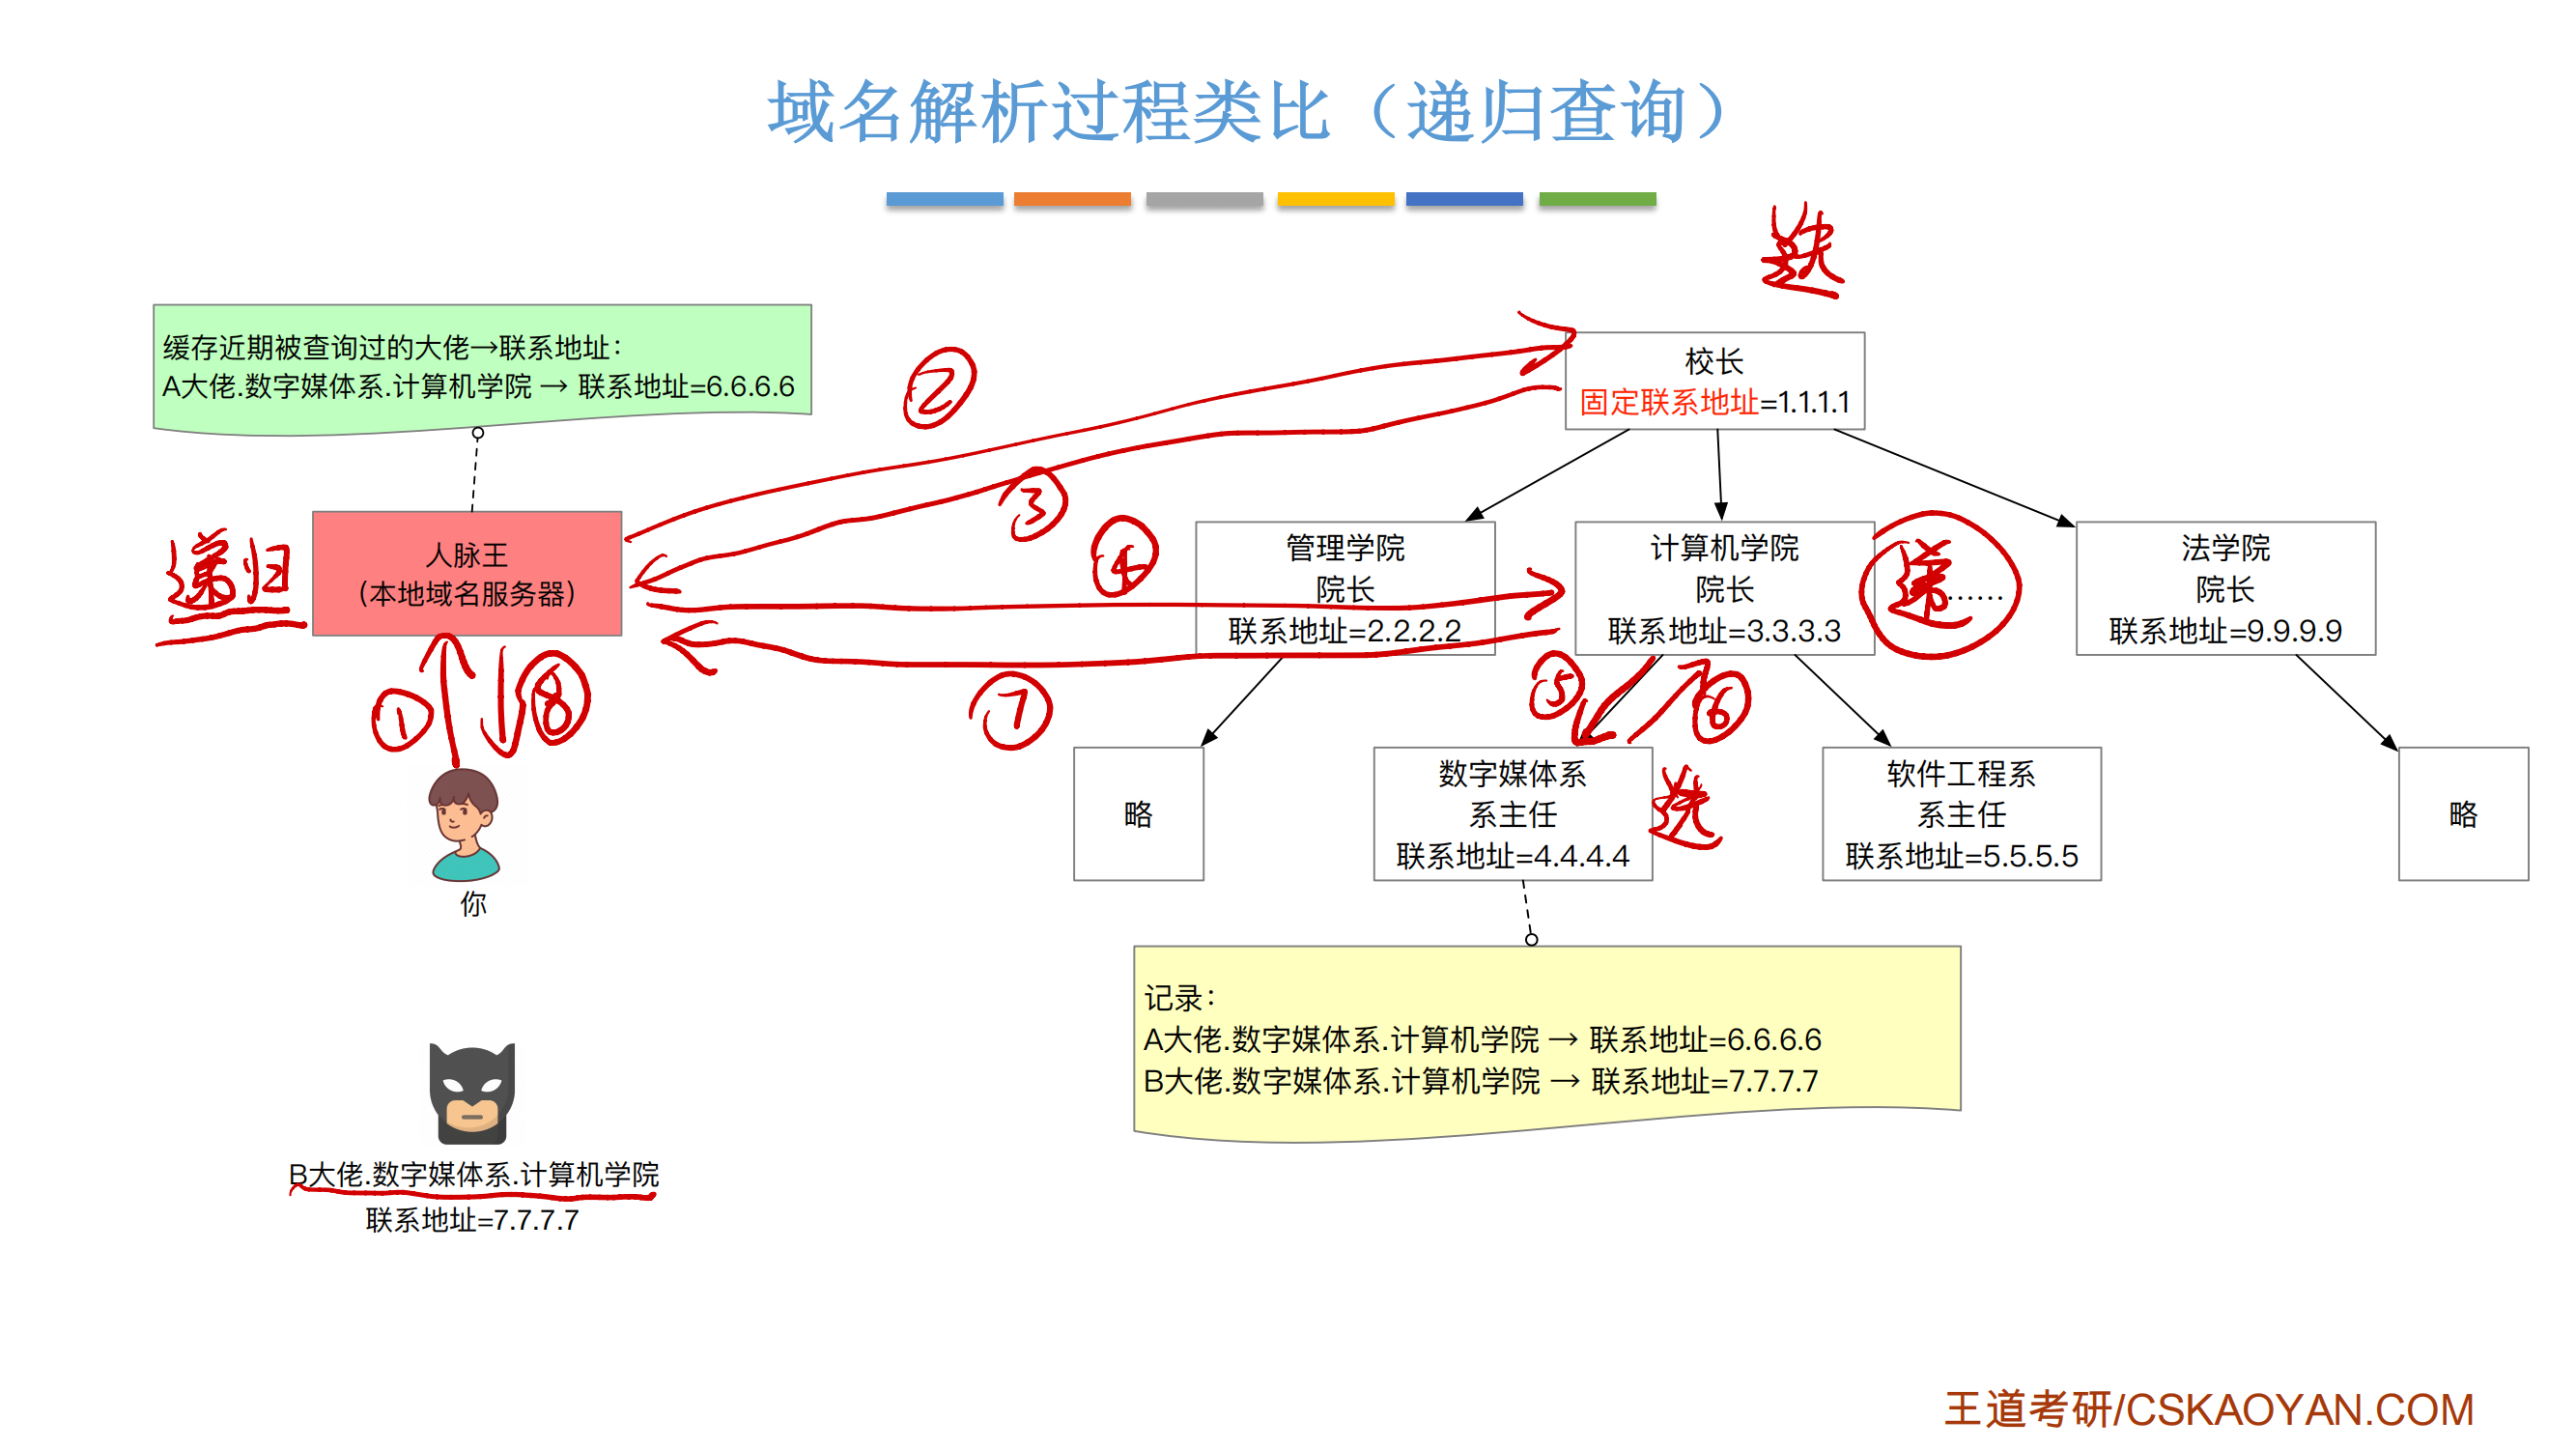 域名解析过程类比（递归查询）
缓存近期被查询过的大佬→联系地址：
A大佬.数字媒体系.计算机学院 → 联系地址=6.6.6.6
②
迭
校长
固定联系地址=1.1.1.1
③
④
递归
人脉王
（本地域名服务器）
管理学院
院长
联系地址=2.2.2.2
计算机学院
院长
联系地址=3.3.3.3
递
……
法学院
院长
联系地址=9.9.9.9
①
⑧
⑦
⑤
⑥
你
略
数字媒体系
系主任
联系地址=4.4.4.4
迭
软件工程系
系主任
联系地址=5.5.5.5
略
记录：
A大佬.数字媒体系.计算机学院 → 联系地址=6.6.6.6
B大佬.数字媒体系.计算机学院 → 联系地址=7.7.7.7
B大佬.数字媒体系.计算机学院
联系地址=7.7.7.7
王道考研/CSKAOYAN.COM